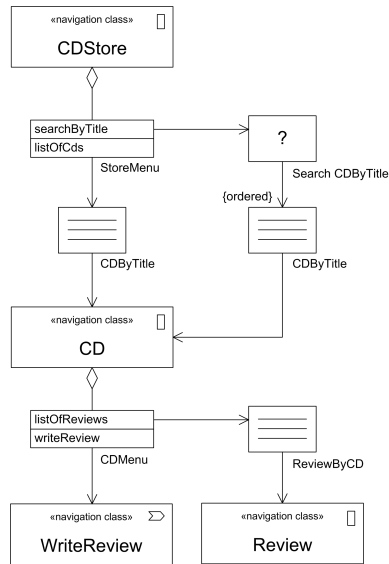 «navigation class»
CDStore
searchByTitle
listOfCds
StoreMenu
?
Search CDByTitle
{ordered}
CDByTitle
CDByTitle
«navigation class»
CD
listOfReviews
writeReview
CDMenu
ReviewByCD
«navigation class»
WriteReview
«navigation class»
Review